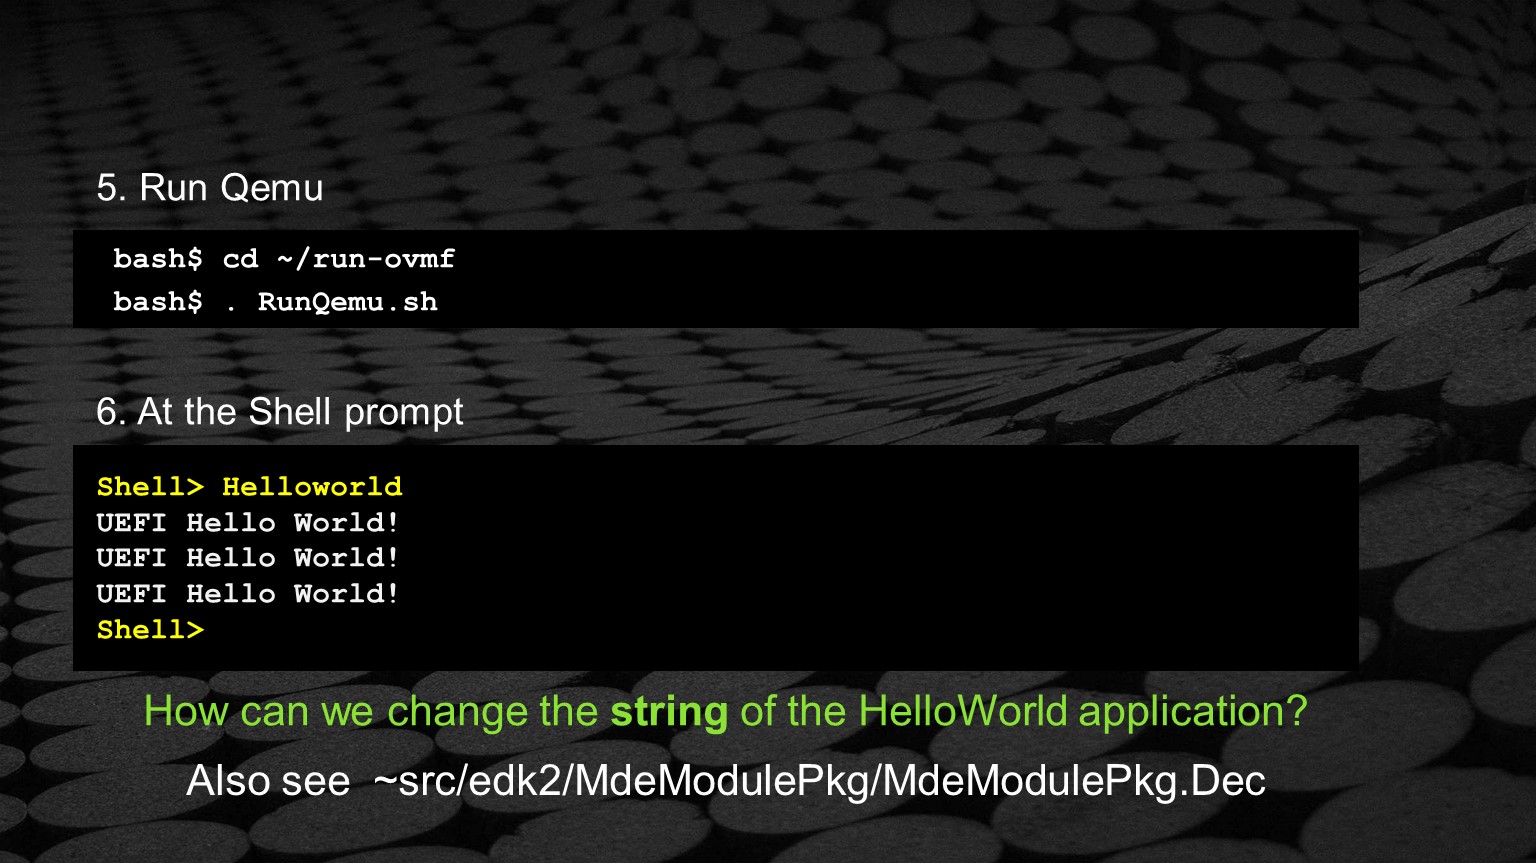 5. Run Qemu
bash$ cd ~/run-ovmf
bash$ . RunQemu.sh
6. At the Shell prompt
Shell> Helloworld
UEFI Hello World!
UEFI Hello World!
UEFI Hello World!
Shell>
How can we change the string of the HelloWorld application?
Also see ~src/edk2/MdeModulePkg/MdeModulePkg.Dec